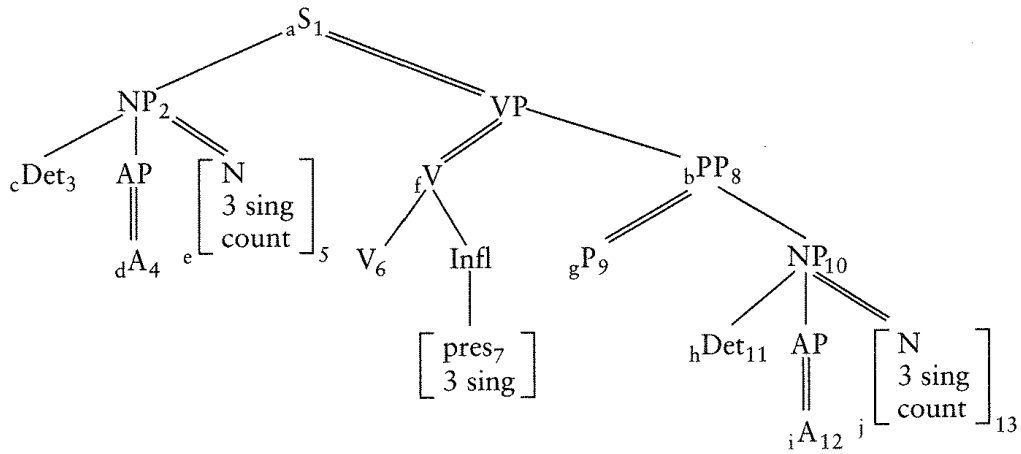 aS1
NP2 VP
cDet3 AP e[N fV bPP8
3 sing
count]5
dA4 V6 Infl gP9 NP10
[pres7
3 sing]
hDet11 AP j[N
3 sing
count]13
iA12